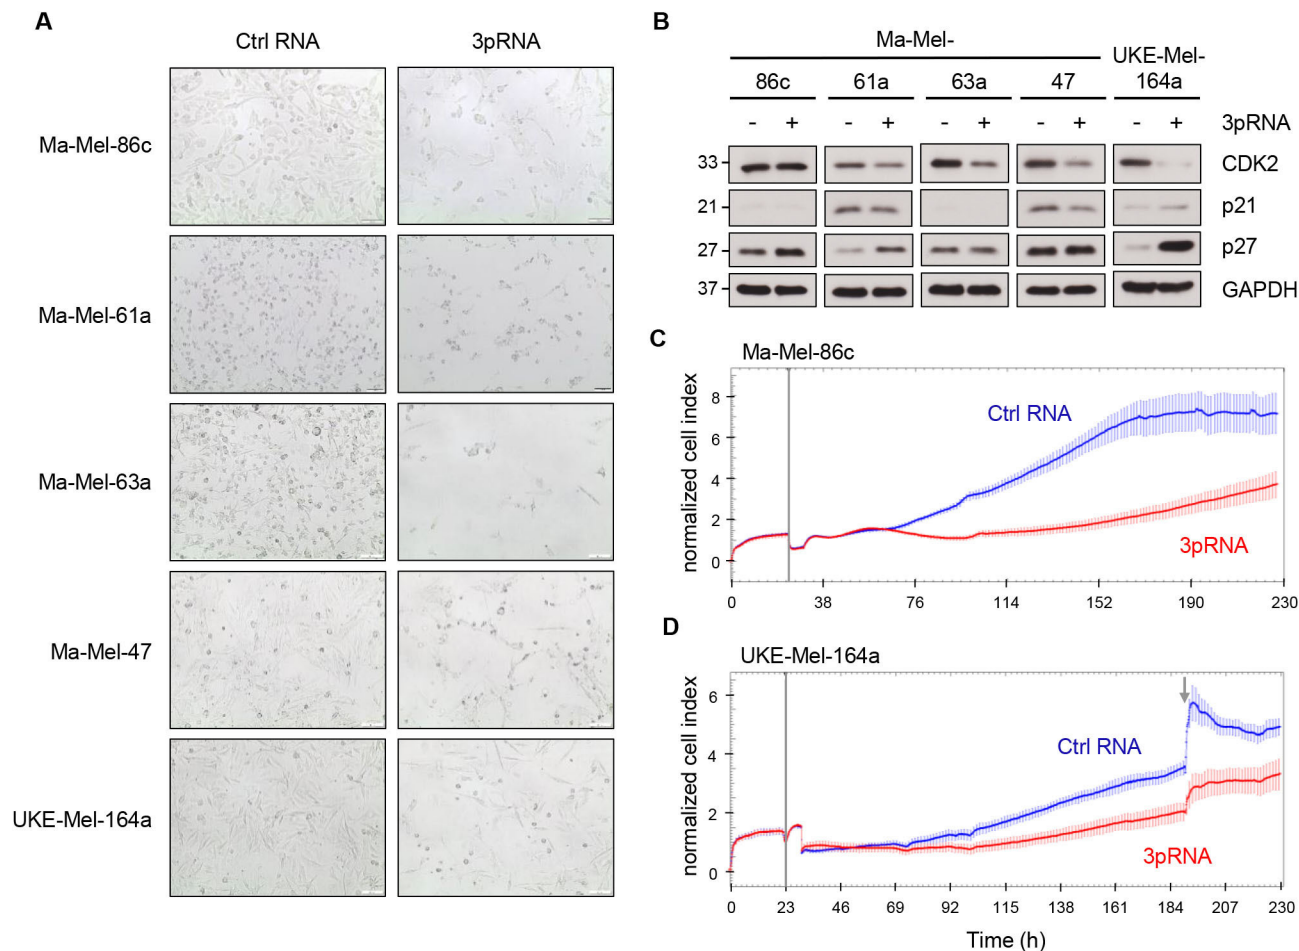 A
Ctrl RNA 3pRNA
Ma-Mel-86c
Ma-Mel-61a
Ma-Mel-63a
Ma-Mel-47
UKE-Mel-164a
B
Ma-Mel- UKE-Mel-
86c 61a 63a 47 164a
- + - + - + - + - + 3pRNA
33 CDK2
21 p21
27 p27
37 GAPDH
C
Ma-Mel-86c
normalized cell index
8
6
4
2
0
Ctrl RNA
3pRNA
0 38 76 114 152 190 230
D
UKE-Mel-164a
normalized cell index
6
4
2
0
Ctrl RNA
3pRNA
0 23 46 69 92 115 138 161 184 207 230
Time (h)